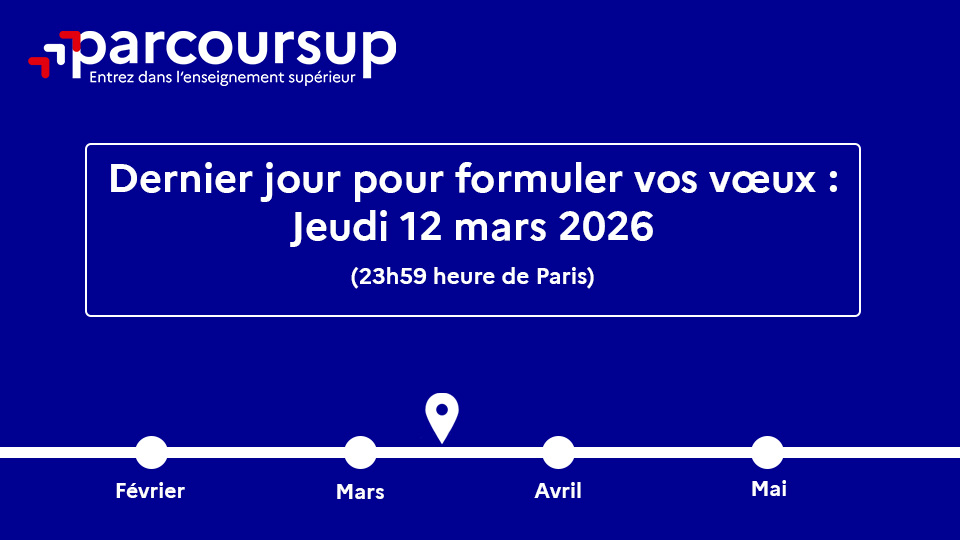 parcoursup
Entrez dans l'enseignement supérieur
Dernier jour pour formuler vos vœux :
Jeudi 12 mars 2026
(23h59 heure de Paris)
Février
Mars
Avril
Mai